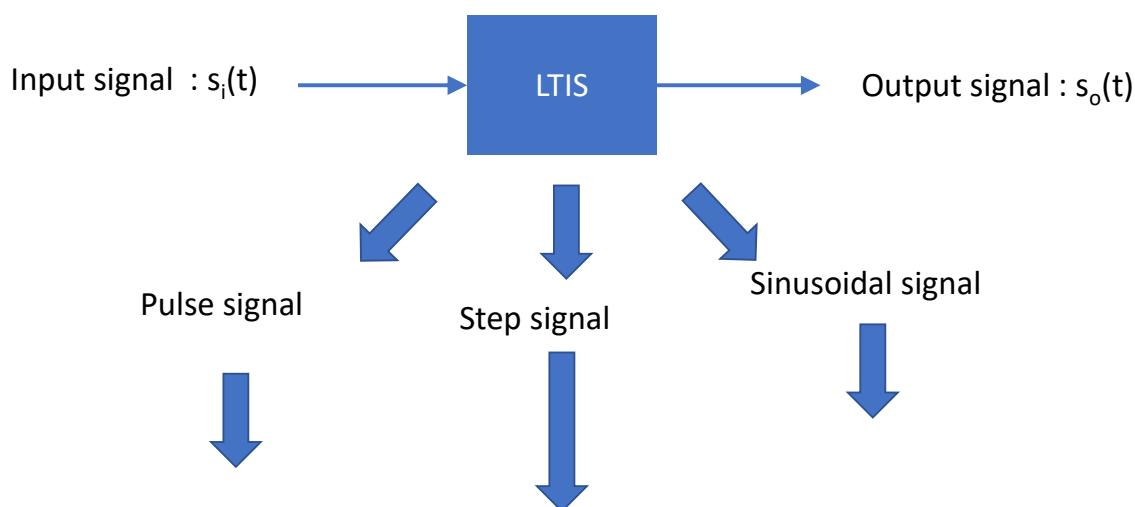 Input signal : sᵢ(t)
LTIS
Output signal : sₒ(t)
Pulse signal
Step signal
Sinusoidal signal